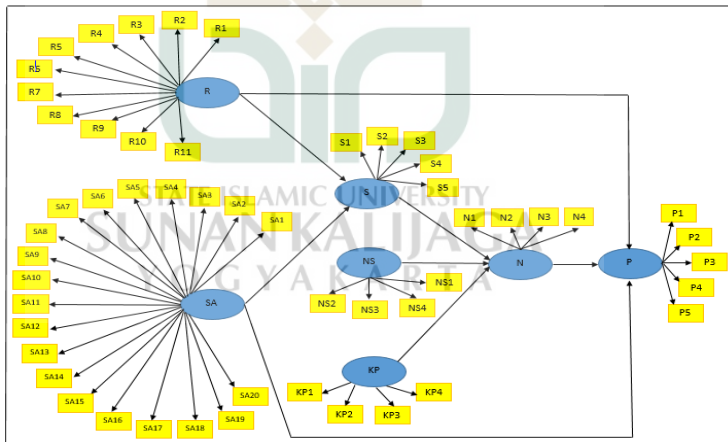 R1
R2
R3
R4
R5
R6
R7
R8
R9
R10
R11
R
S1
S2
S3
S4
S5
S
SA1
SA2
SA3
SA4
SA5
SA6
SA7
SA8
SA9
SA10
SA11
SA12
SA13
SA14
SA15
SA16
SA17
SA18
SA19
SA20
SA
STATE ISLAMIC UNIVERSITY
SUNAN KALIJAGA
YOGYAKARTA
NS
NS1
NS2
NS3
NS4
N1
N2
N3
N4
N
P
P1
P2
P3
P4
P5
KP
KP1
KP2
KP3
KP4